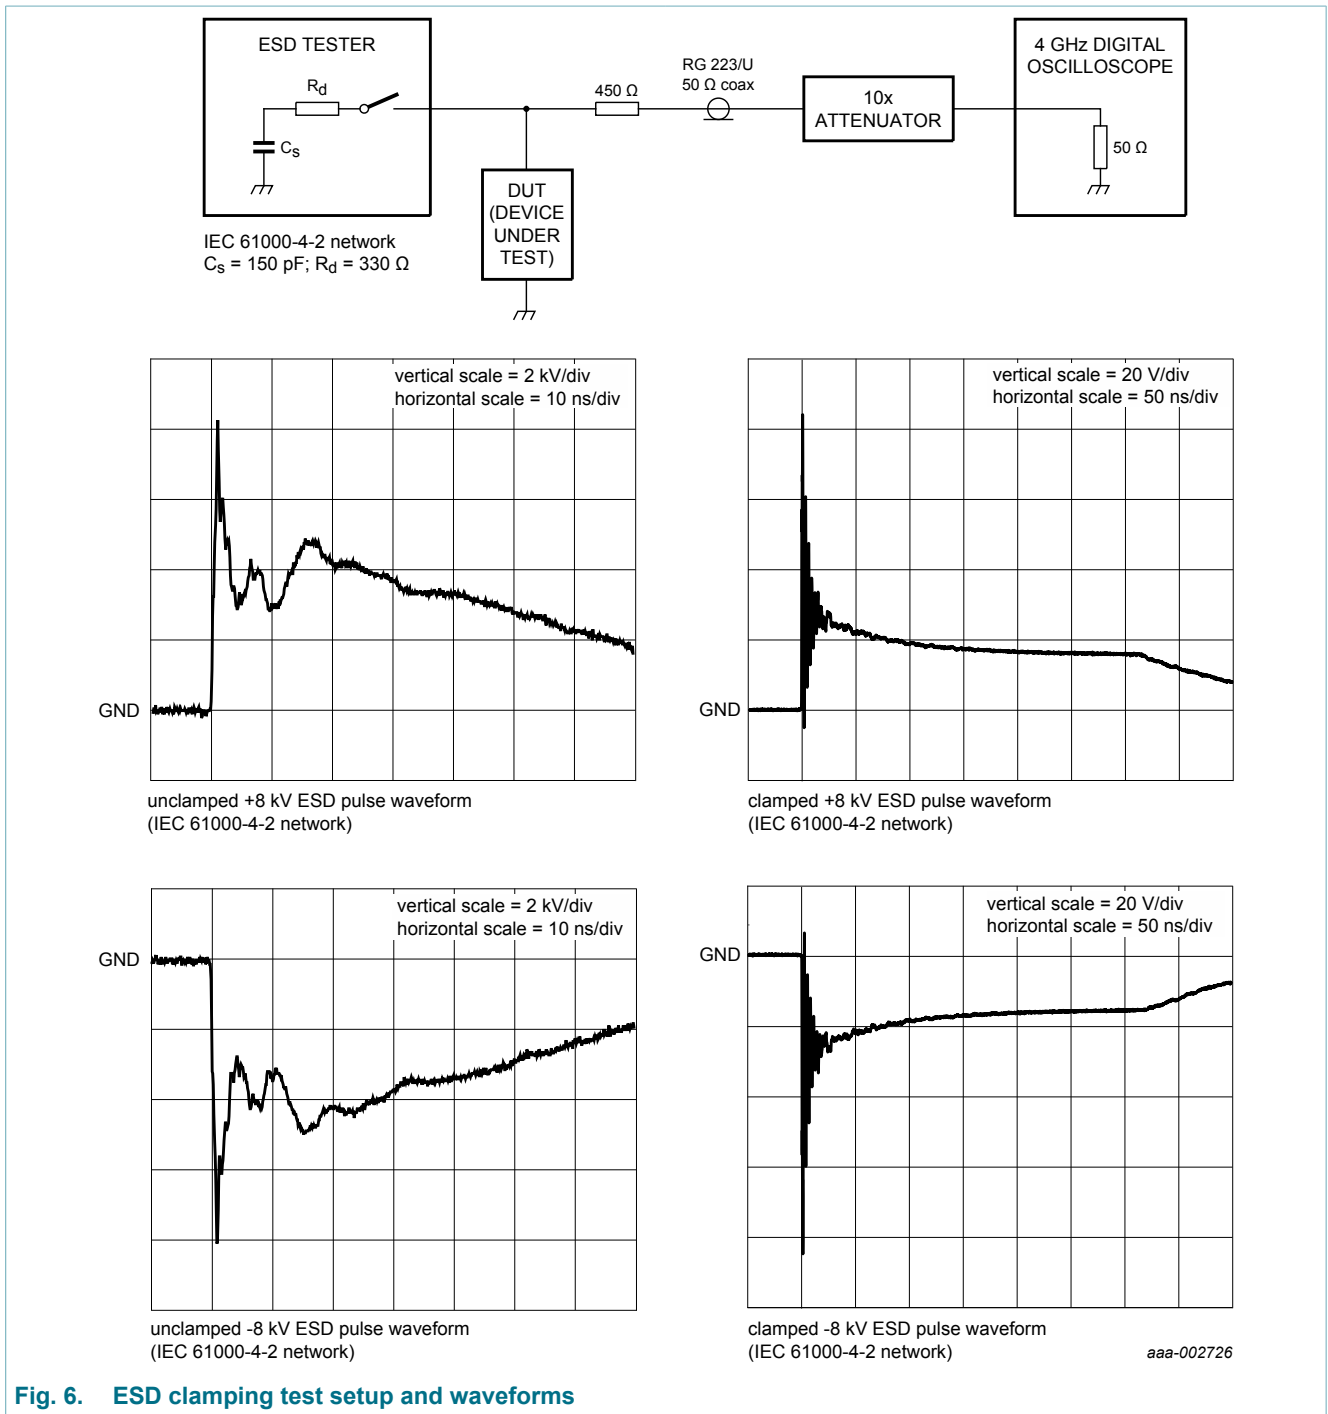 ESD TESTER
Rd
Cs
IEC 61000-4-2 network
Cs = 150 pF; Rd = 330 Ω
DUT
(DEVICE
UNDER
TEST)
450 Ω
RG 223/U
50 Ω coax
10x
ATTENUATOR
4 GHz DIGITAL
OSCILLOSCOPE
50 Ω
vertical scale = 2 kV/div
horizontal scale = 10 ns/div
GND
unclamped +8 kV ESD pulse waveform
(IEC 61000-4-2 network)
vertical scale = 20 V/div
horizontal scale = 50 ns/div
GND
clamped +8 kV ESD pulse waveform
(IEC 61000-4-2 network)
vertical scale = 2 kV/div
horizontal scale = 10 ns/div
GND
unclamped -8 kV ESD pulse waveform
(IEC 61000-4-2 network)
vertical scale = 20 V/div
horizontal scale = 50 ns/div
GND
clamped -8 kV ESD pulse waveform
(IEC 61000-4-2 network)
aaa-002726
Fig. 6. ESD clamping test setup and waveforms